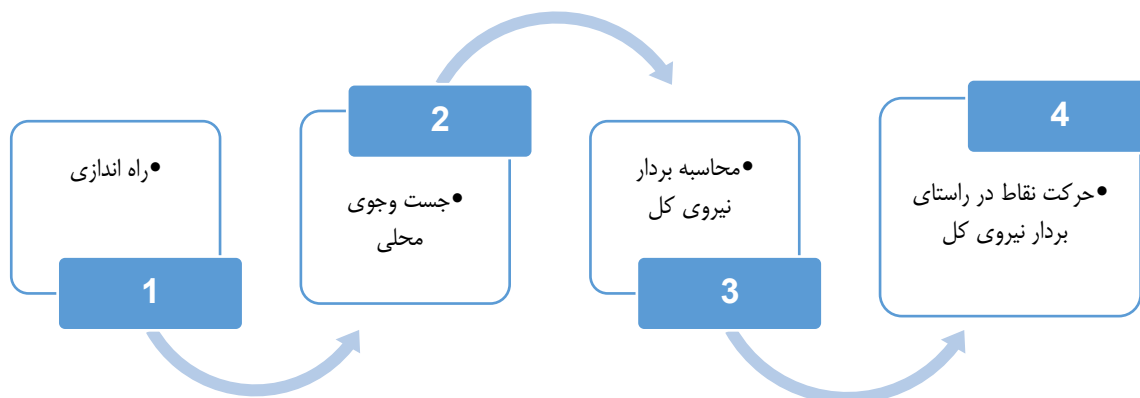 •راه اندازی
1
2
•جست وجوی
محلی
•محاسبه بردار
نیروی کل
3
4
•حرکت نقاط در راستای
بردار نیروی کل